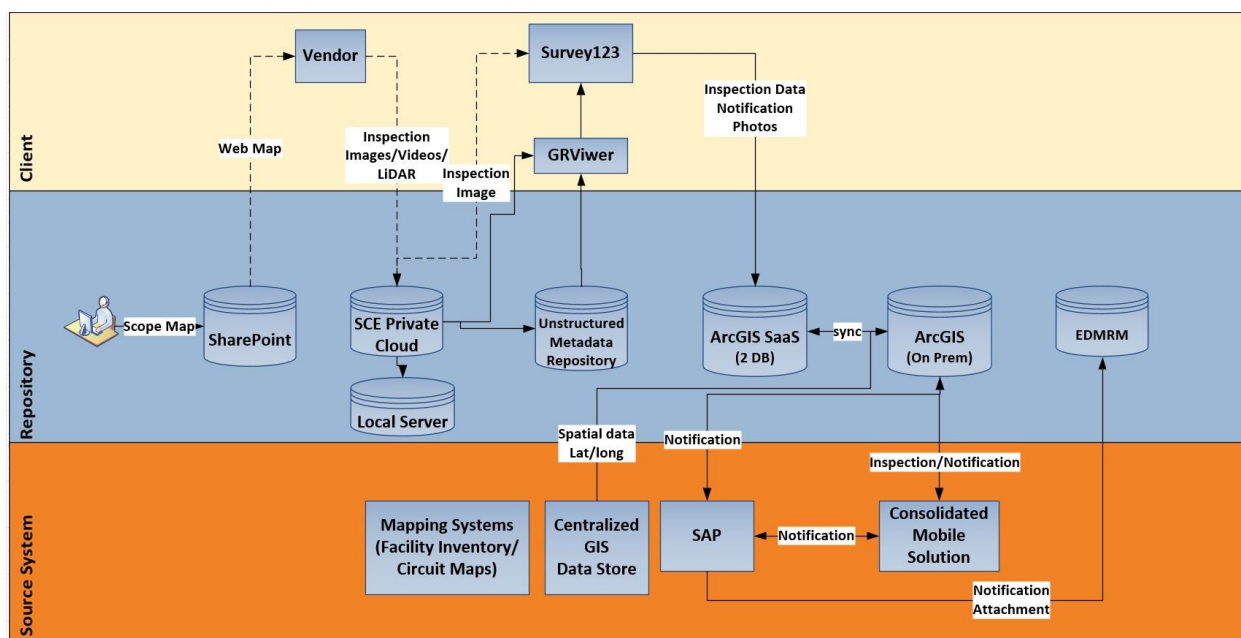 Client
Vendor
Survey123
Web Map
Inspection
Images/Videos/
LiDAR
Inspection
Image
GRViwer
Inspection Data
Notification
Photos
Repository
Scope Map
SharePoint
SCE Private
Cloud
Local Server
Unstructured
Metadata
Repository
ArcGIS SaaS
(2 DB)
sync
ArcGIS
(On Prem)
EDMRM
Spatial data
Lat/long
Notification
Inspection/Notification
Source System
Mapping Systems
(Facility Inventory/
Circuit Maps)
Centralized
GIS
Data Store
SAP
Notification
Consolidated
Mobile
Solution
Notification
Attachment